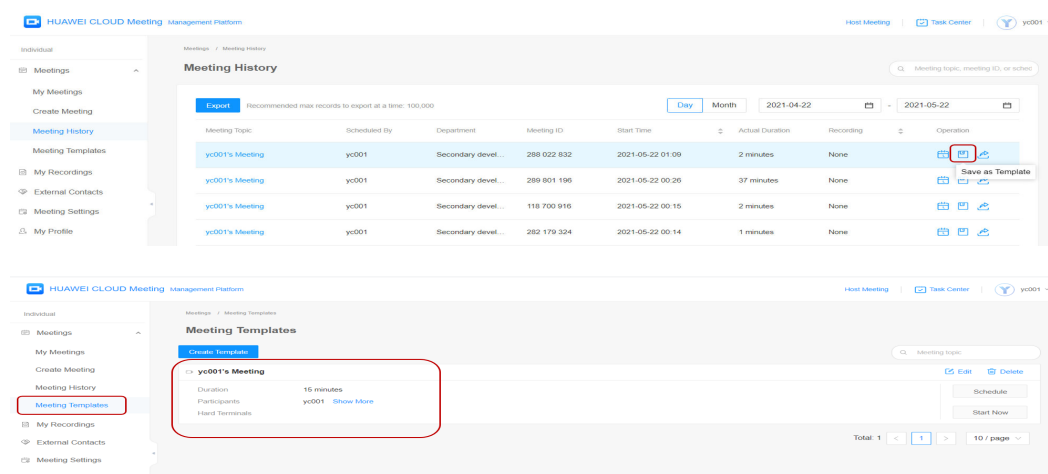 HUAWEI CLOUD Meeting Management Platform Host Meeting Task Center yc001
Individual
Meetings / Meeting History
Meetings
Meeting History
Meeting topic, meeting ID, or sched
My Meetings
Create Meeting
Export Recommended max records to export at a time: 100,000 Day Month 2021-04-22 - 2021-05-22
Meeting History
Meeting Topic Scheduled By Department Meeting ID Start Time Actual Duration Recording Operation
Meeting Templates
yc001's Meeting yc001 Secondary devel... 288 022 832 2021-05-22 01:09 2 minutes None
My Recordings
Save as Template
yc001's Meeting yc001 Secondary devel... 289 801 196 2021-05-22 00:26 37 minutes None
External Contacts
Meeting Settings
yc001's Meeting yc001 Secondary devel... 118 700 916 2021-05-22 00:15 2 minutes None
My Profile
yc001's Meeting yc001 Secondary devel... 282 179 324 2021-05-22 00:14 1 minutes None
HUAWEI CLOUD Meeting Management Platform Host Meeting Task Center yc001
Individual
Meetings / Meeting Templates
Meetings
Meeting Templates
My Meetings
Create Template
Meeting topic
Create Meeting
yc001's Meeting Edit Delete
Meeting History
Duration 15 minutes Schedule
Meeting Templates
Participants yc001 Show More
Hard Terminals Start Now
My Recordings
External Contacts
Total: 1 < 1 > 10 / page
Meeting Settings